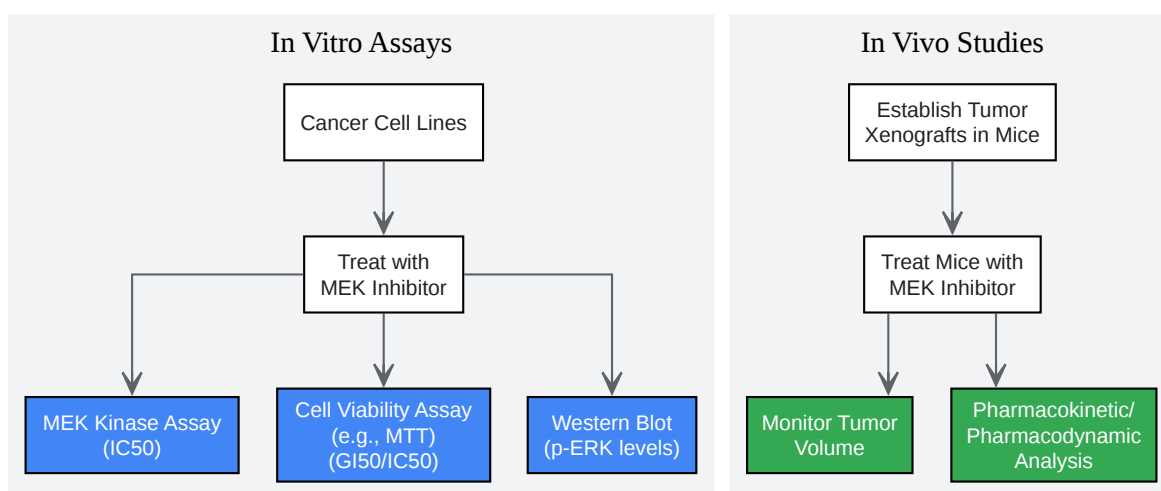 In Vitro Assays
Cancer Cell Lines
Treat with
MEK Inhibitor
MEK Kinase Assay
(IC50)
Cell Viability Assay
(e.g., MTT)
(GI50/IC50)
Western Blot
(p-ERK levels)
In Vivo Studies
Establish Tumor
Xenografts in Mice
Treat Mice with
MEK Inhibitor
Monitor Tumor
Volume
Pharmacokinetic/
Pharmacodynamic
Analysis